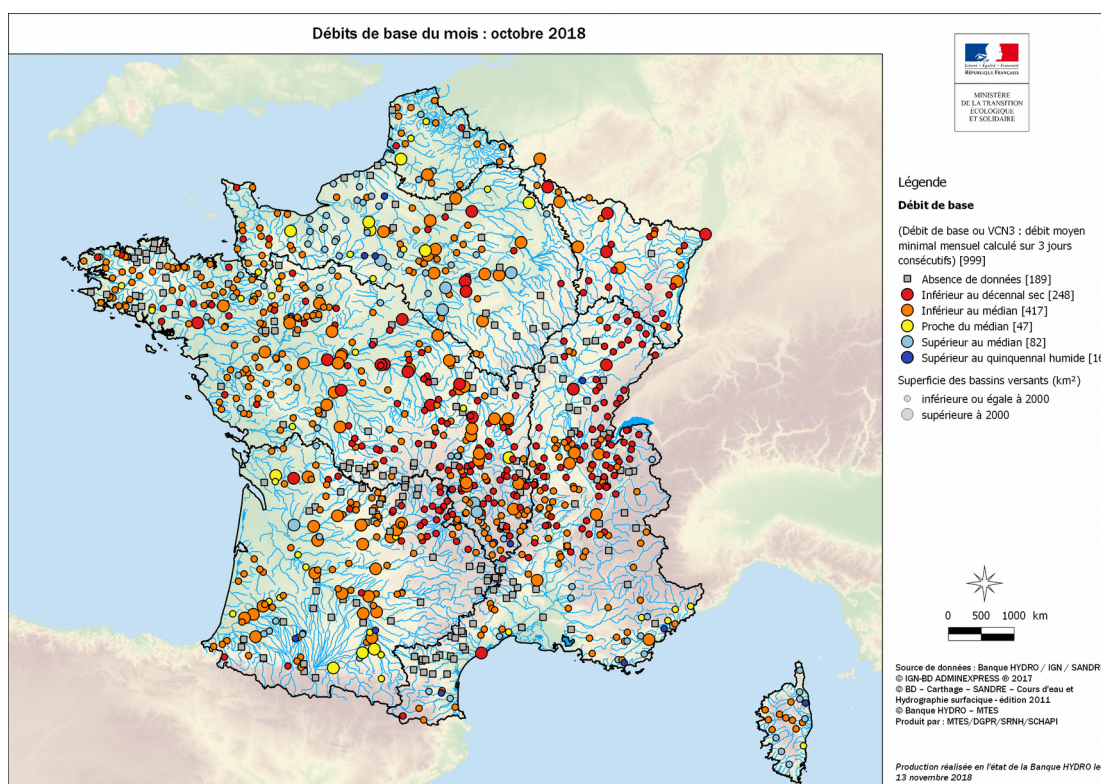 Débits de base du mois : octobre 2018
Liberté • Égalité • Fraternité
RÉPUBLIQUE FRANÇAISE
MINISTÈRE
DE LA TRANSITION
ÉCOLOGIQUE
ET SOLIDAIRE
Légende
Débit de base
(Débit de base ou VCN3 : débit moyen
minimal mensuel calculé sur 3 jours
consécutifs) [999]
Absence de données [189]
Inférieur au décennal sec [248]
Inférieur au médian [417]
Proche du médian [47]
Supérieur au médian [82]
Supérieur au quinquennal humide [16
Superficie des bassins versants (km²)
inférieure ou égale à 2000
supérieure à 2000
0 500 1000 km
Source de données : Banque HYDRO / IGN / SANDRE
© IGN-BD ADMINEXPRESS ® 2017
© BD – Carthage – SANDRE – Cours d'eau et
Hydrographie surfacique - édition 2011
© Banque HYDRO – MTES
Produit par : MTES/DGPR/SRNH/SCHAPI
Production réalisée en l'état de la Banque HYDRO le
13 novembre 2018